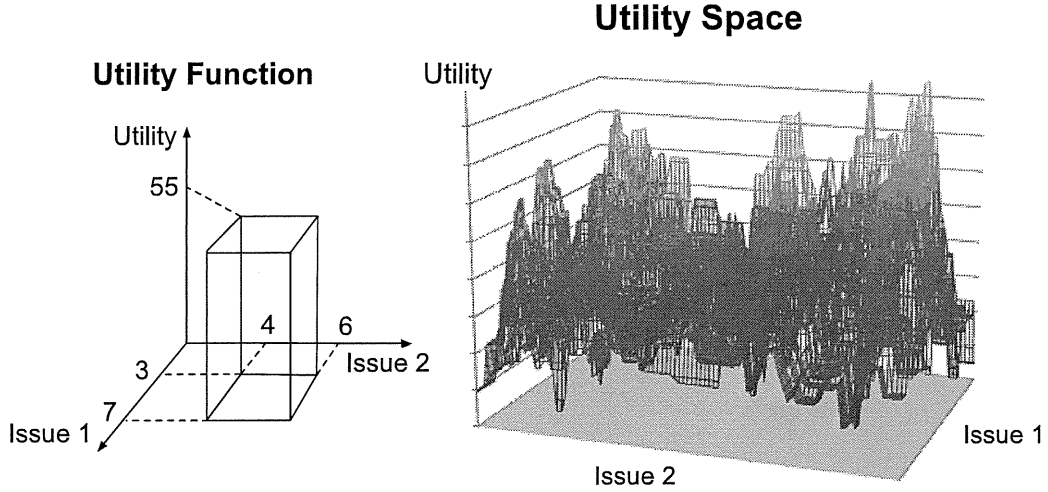 Utility Function
Utility
55
4
6
Issue 2
3
7
Issue 1
Utility Space
Utility
Issue 1
Issue 2